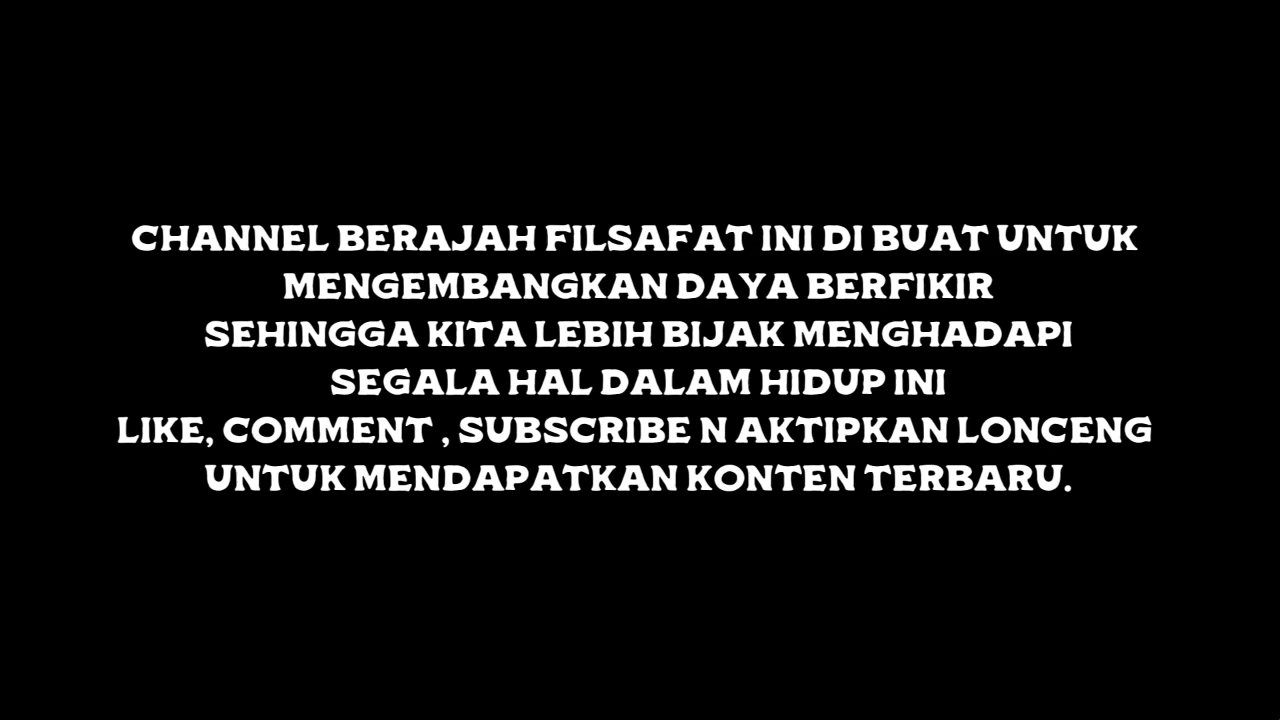 CHANNEL BERAJAH FILSAFAT INI DI BUAT UNTUK
MENGEMBANGKAN DAYA BERFIKIR
SEHINGGA KITA LEBIH BIJAK MENGHADAPI
SEGALA HAL DALAM HIDUP INI
LIKE, COMMENT , SUBSCRIBE N AKTIPKAN LONCENG
UNTUK MENDAPATKAN KONTEN TERBARU.